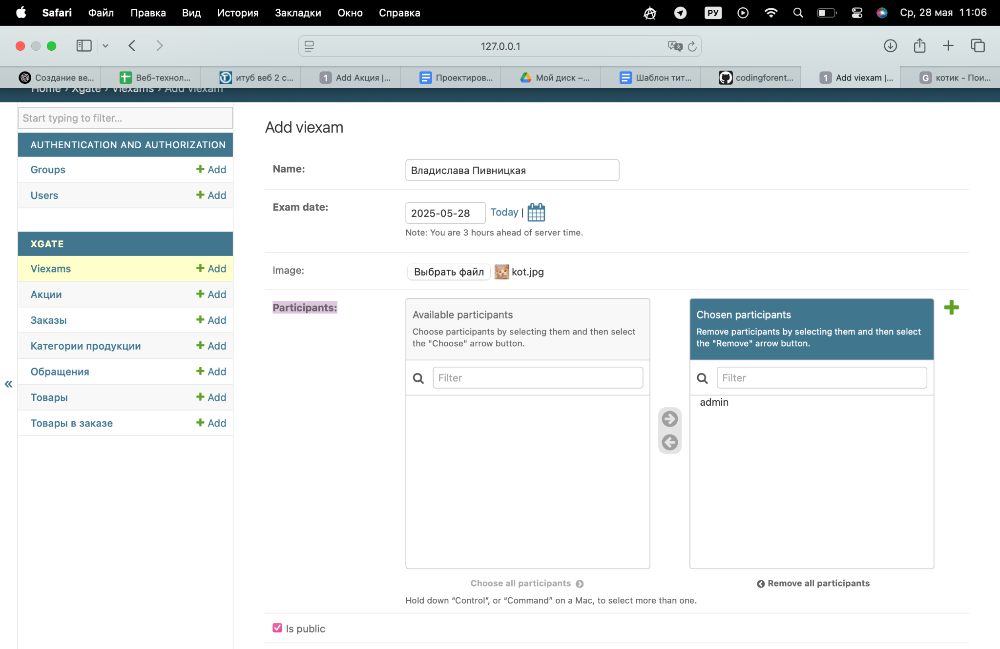 Safari Файл Правка Вид История Закладки Окно Справка РУ Ср, 28 мая 11:06
127.0.0.1
Создание ве... Веб-технол... итуб веб 2 с... 1 Add Акция |... Проектиров... Мой диск –... Шаблон тит... codingforent... 1 Add viexam |... G котик - Пои...
Home › Xgate › Viexams › Add viexam
Start typing to filter...
AUTHENTICATION AND AUTHORIZATION
Groups Add
Users Add
XGATE
Viexams Add
Акции Add
Заказы Add
Категории продукции Add
Обращения Add
Товары Add
Товары в заказе Add
«
Add viexam
Name: Владислава Пивницкая
Exam date: 2025-05-28 Today |
Note: You are 3 hours ahead of server time.
Image: Выбрать файл kot.jpg
Participants:
Available participants
Choose participants by selecting them and then select
the "Choose" arrow button.
Filter
Choose all participants
Chosen participants
Remove participants by selecting them and then select
the "Remove" arrow button.
Filter
admin
Remove all participants
Hold down “Control”, or “Command” on a Mac, to select more than one.
Is public